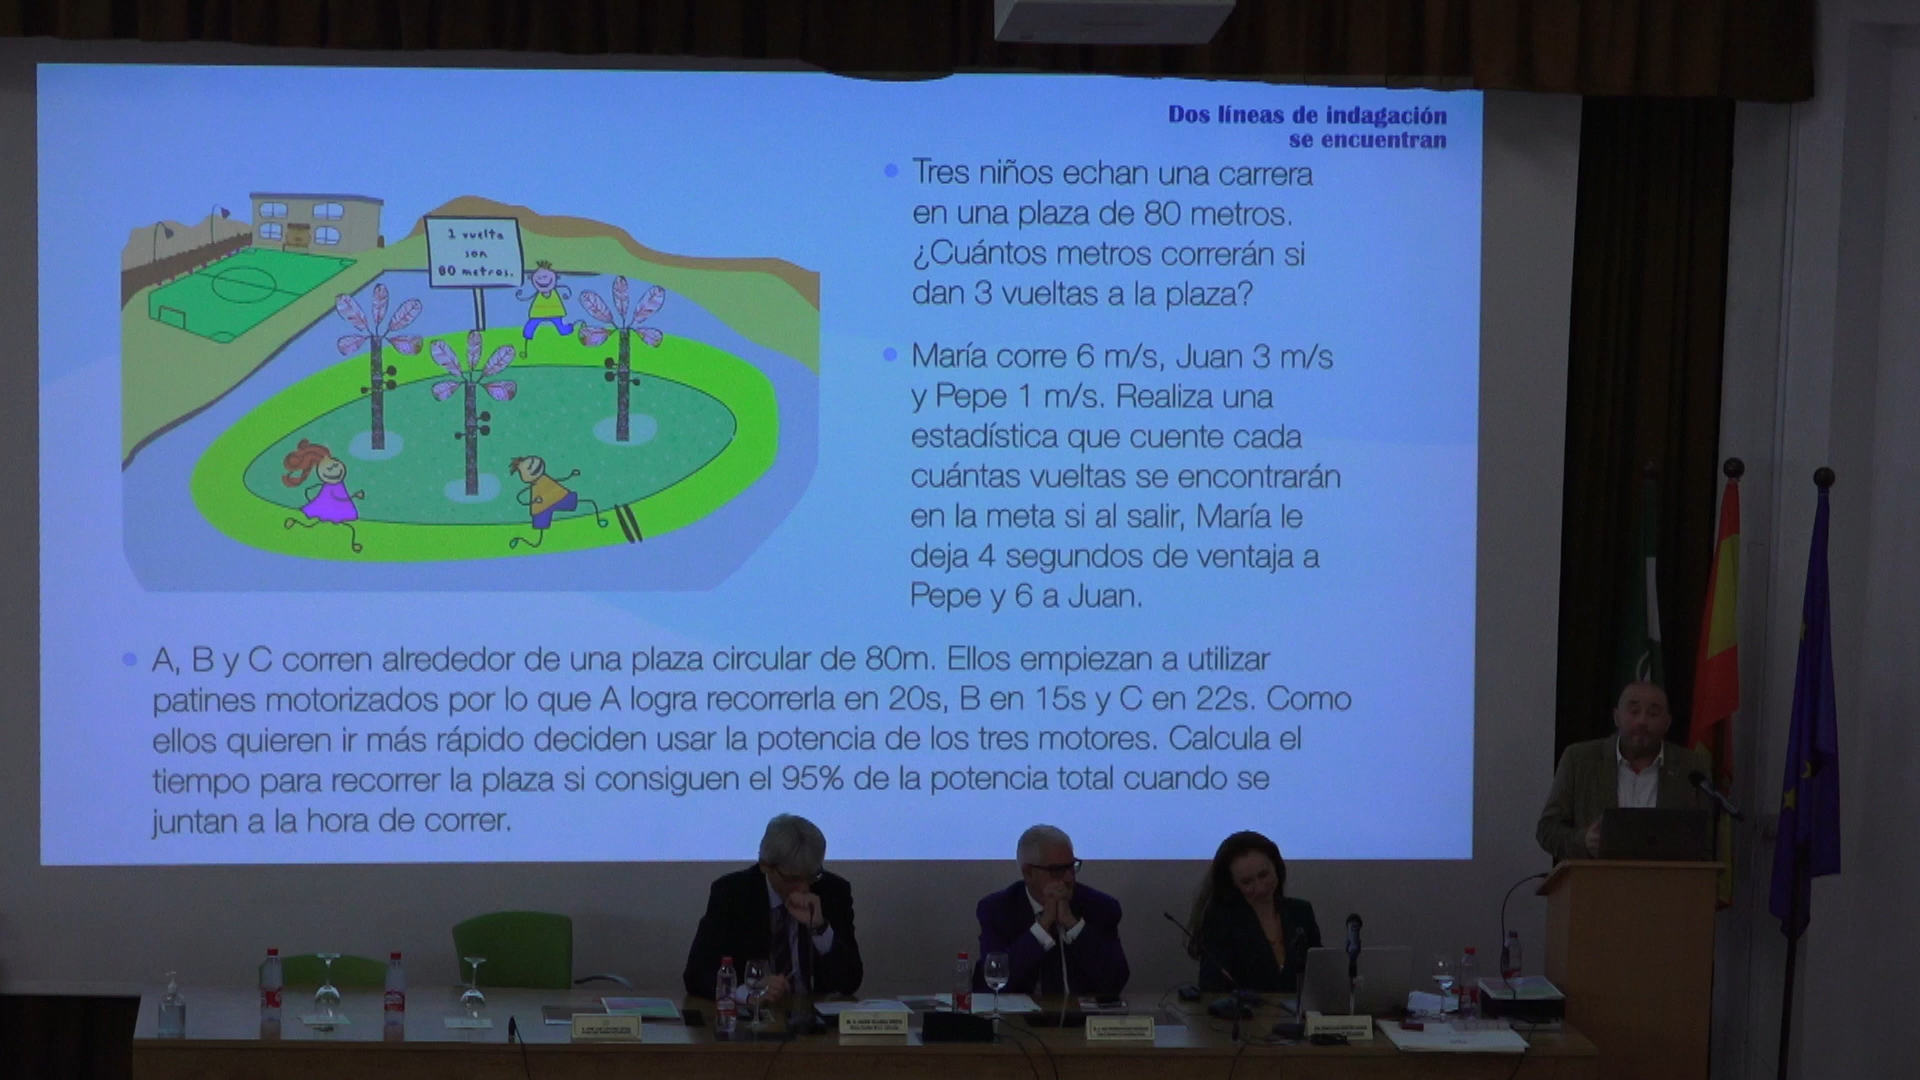 Dos líneas de indagación
se encuentran
1 vuelta
son
80 metros.
Tres niños echan una carrera
en una plaza de 80 metros.
¿Cuántos metros correrán si
dan 3 vueltas a la plaza?
María corre 6 m/s, Juan 3 m/s
y Pepe 1 m/s. Realiza una
estadística que cuente cada
cuántas vueltas se encontrarán
en la meta si al salir, María le
deja 4 segundos de ventaja a
Pepe y 6 a Juan.
A, B y C corren alrededor de una plaza circular de 80m. Ellos empiezan a utilizar
patines motorizados por lo que A logra recorrerla en 20s, B en 15s y C en 22s. Como
ellos quieren ir más rápido deciden usar la potencia de los tres motores. Calcula el
tiempo para recorrer la plaza si consiguen el 95% de la potencia total cuando se
juntan a la hora de correr.